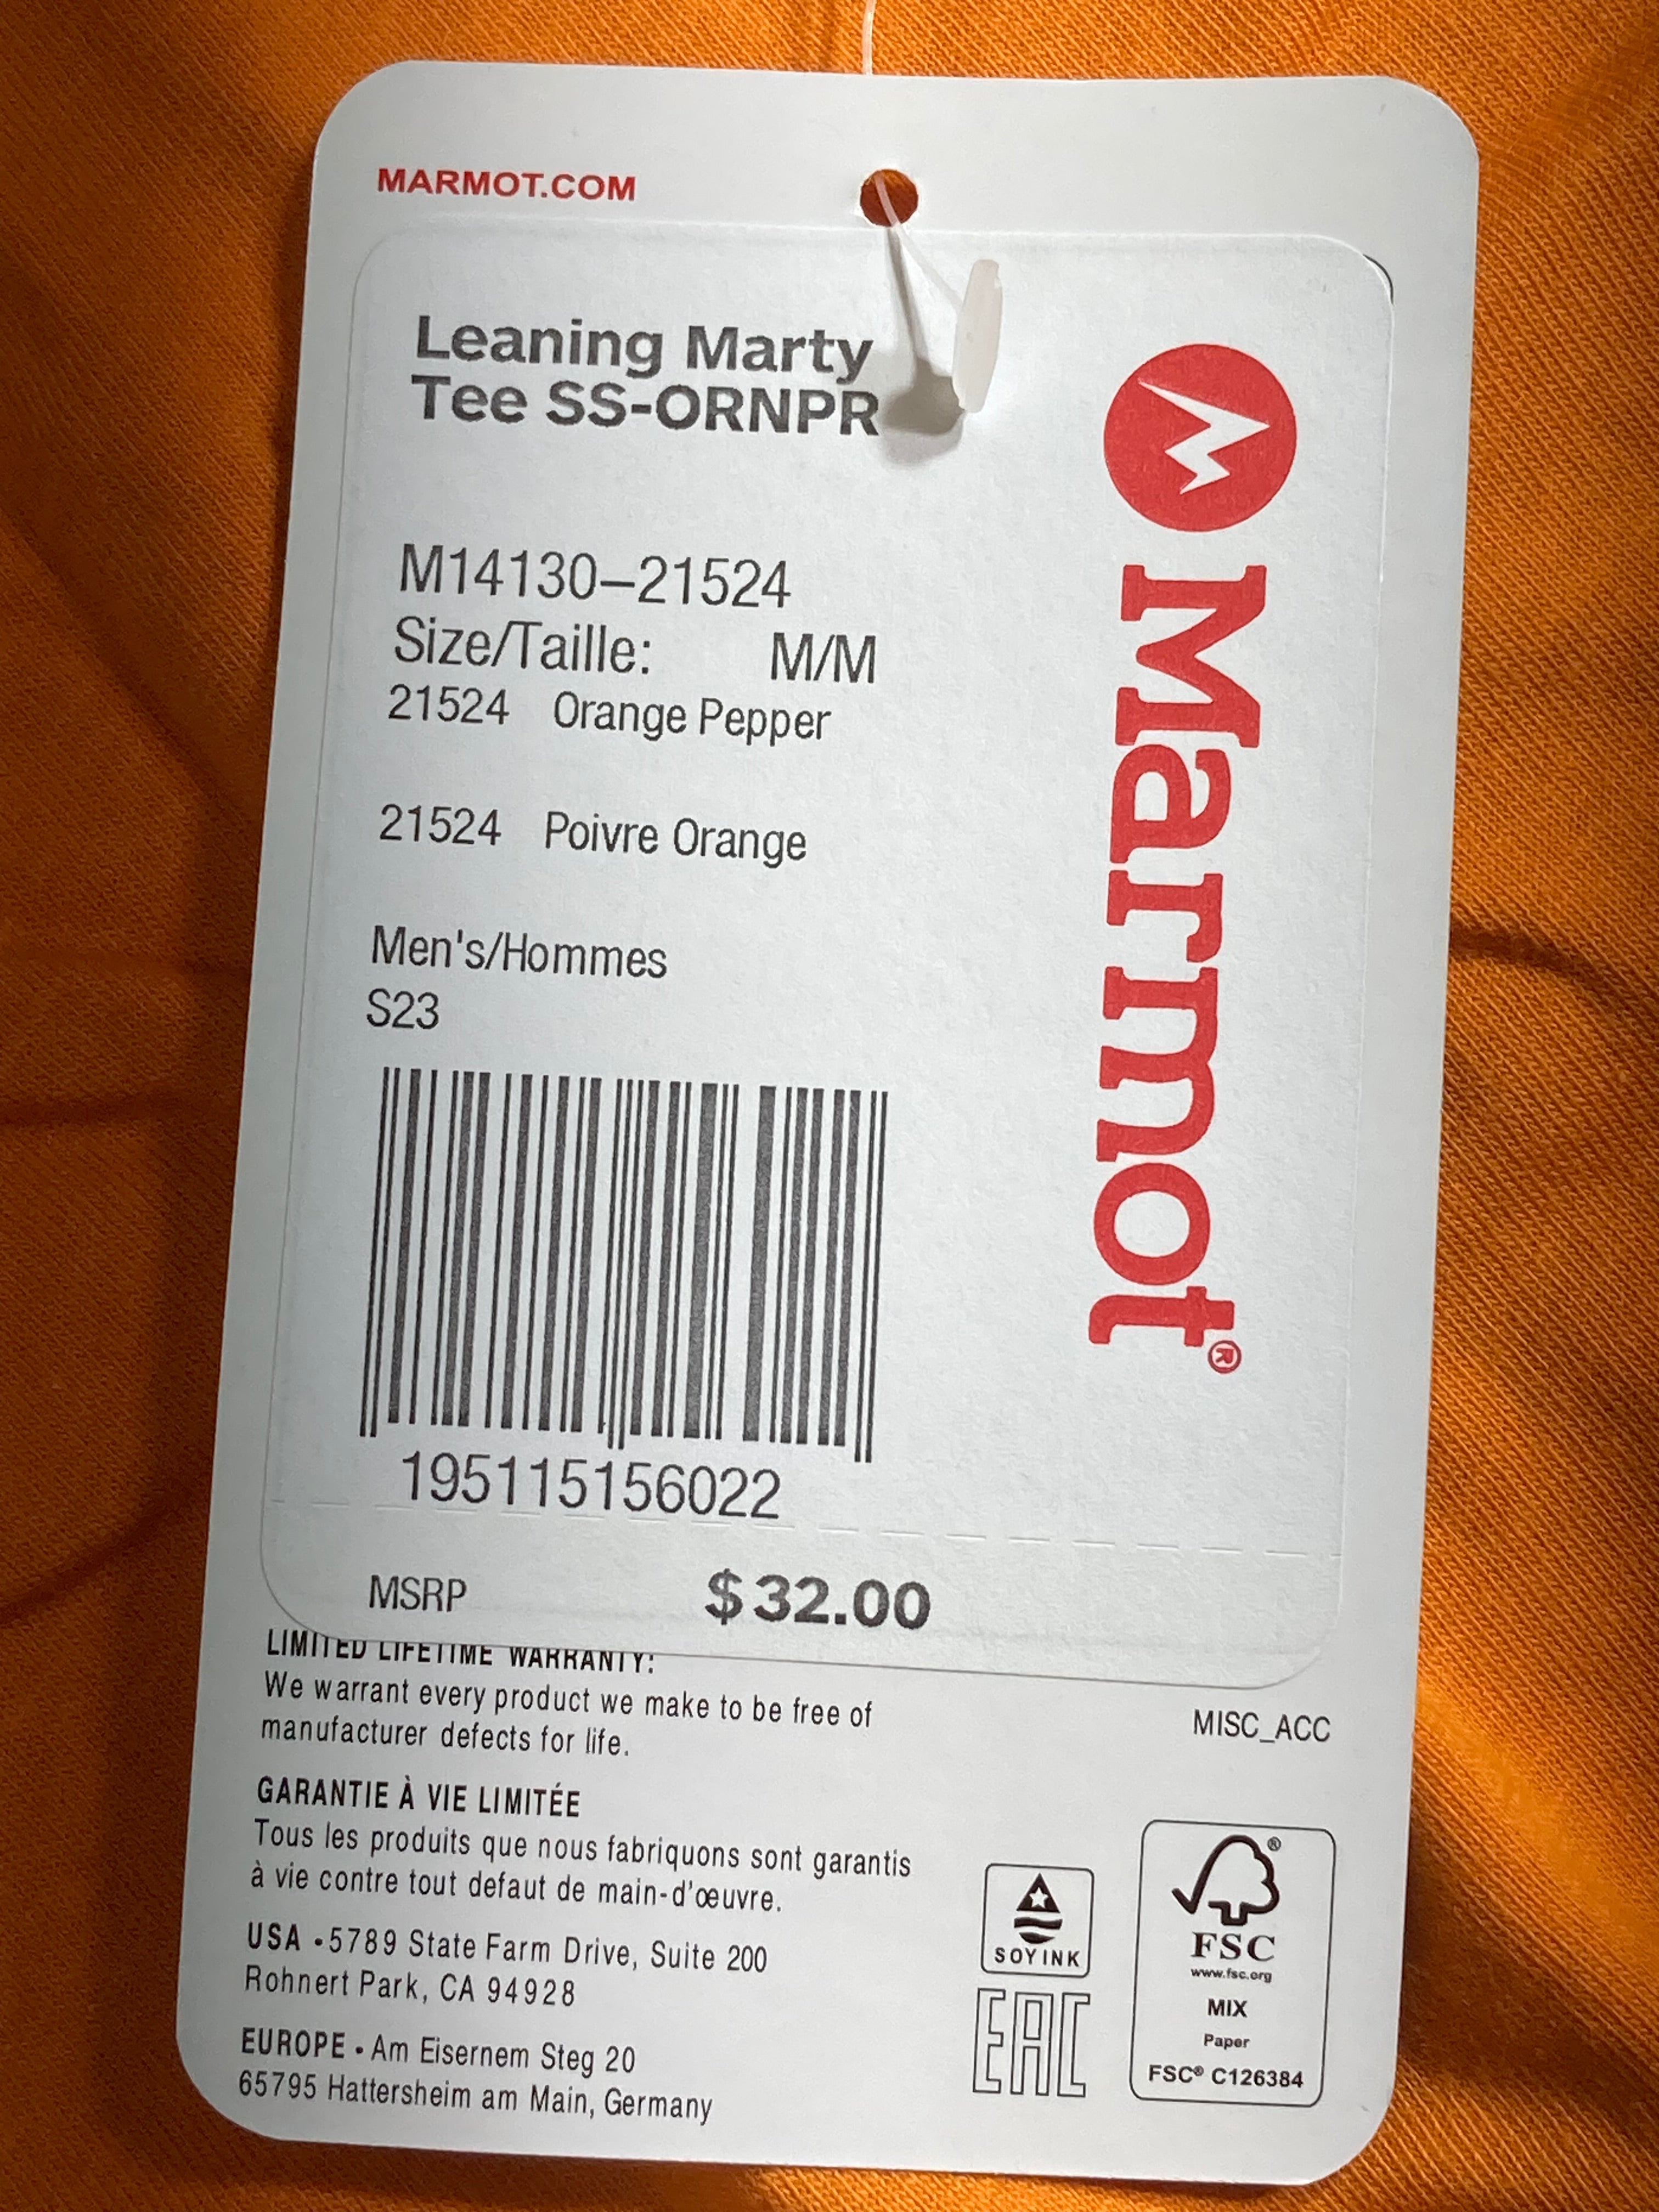 MARMOT.COM
Leaning Marty
Tee SS-ORNPR
M14130-21524
Size/Taille: M/M
21524 Orange Pepper
21524 Poivre Orange
Men's/Hommes
S23
195115156022
MSRP $32.00
Marmot®
LIMITED LIFETIME WARRANTY:
We warrant every product we make to be free of
manufacturer defects for life.
MISC_ACC
GARANTIE À VIE LIMITÉE
Tous les produits que nous fabriquons sont garantis
à vie contre tout defaut de main-d'œuvre.
USA • 5789 State Farm Drive, Suite 200
Rohnert Park, CA 94928
EUROPE • Am Eisernem Steg 20
65795 Hattersheim am Main, Germany
SOY INK
EAC
®
FSC
www.fsc.org
MIX
Paper
FSC® C126384